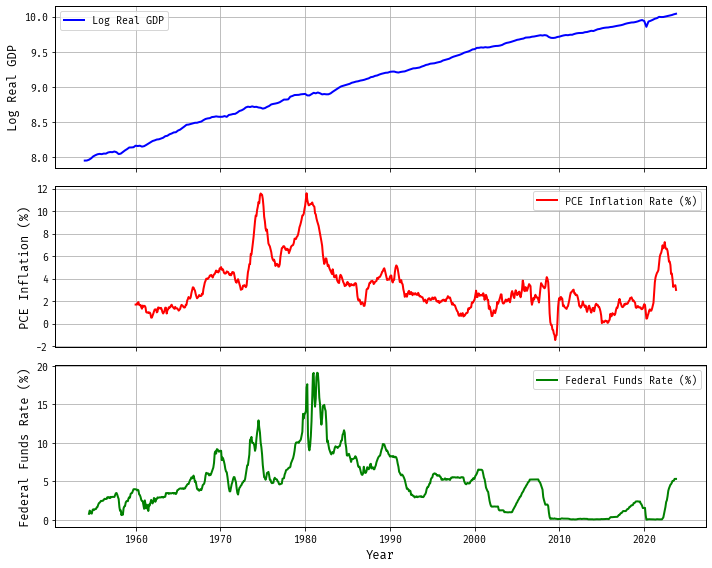 Log Real GDP
Log Real GDP
10.0
9.5
9.0
8.5
8.0
PCE Inflation (%)
PCE Inflation Rate (%)
12
10
8
6
4
2
0
-2
Federal Funds Rate (%)
Federal Funds Rate (%)
20
15
10
5
0
1960 1970 1980 1990 2000 2010 2020
Year